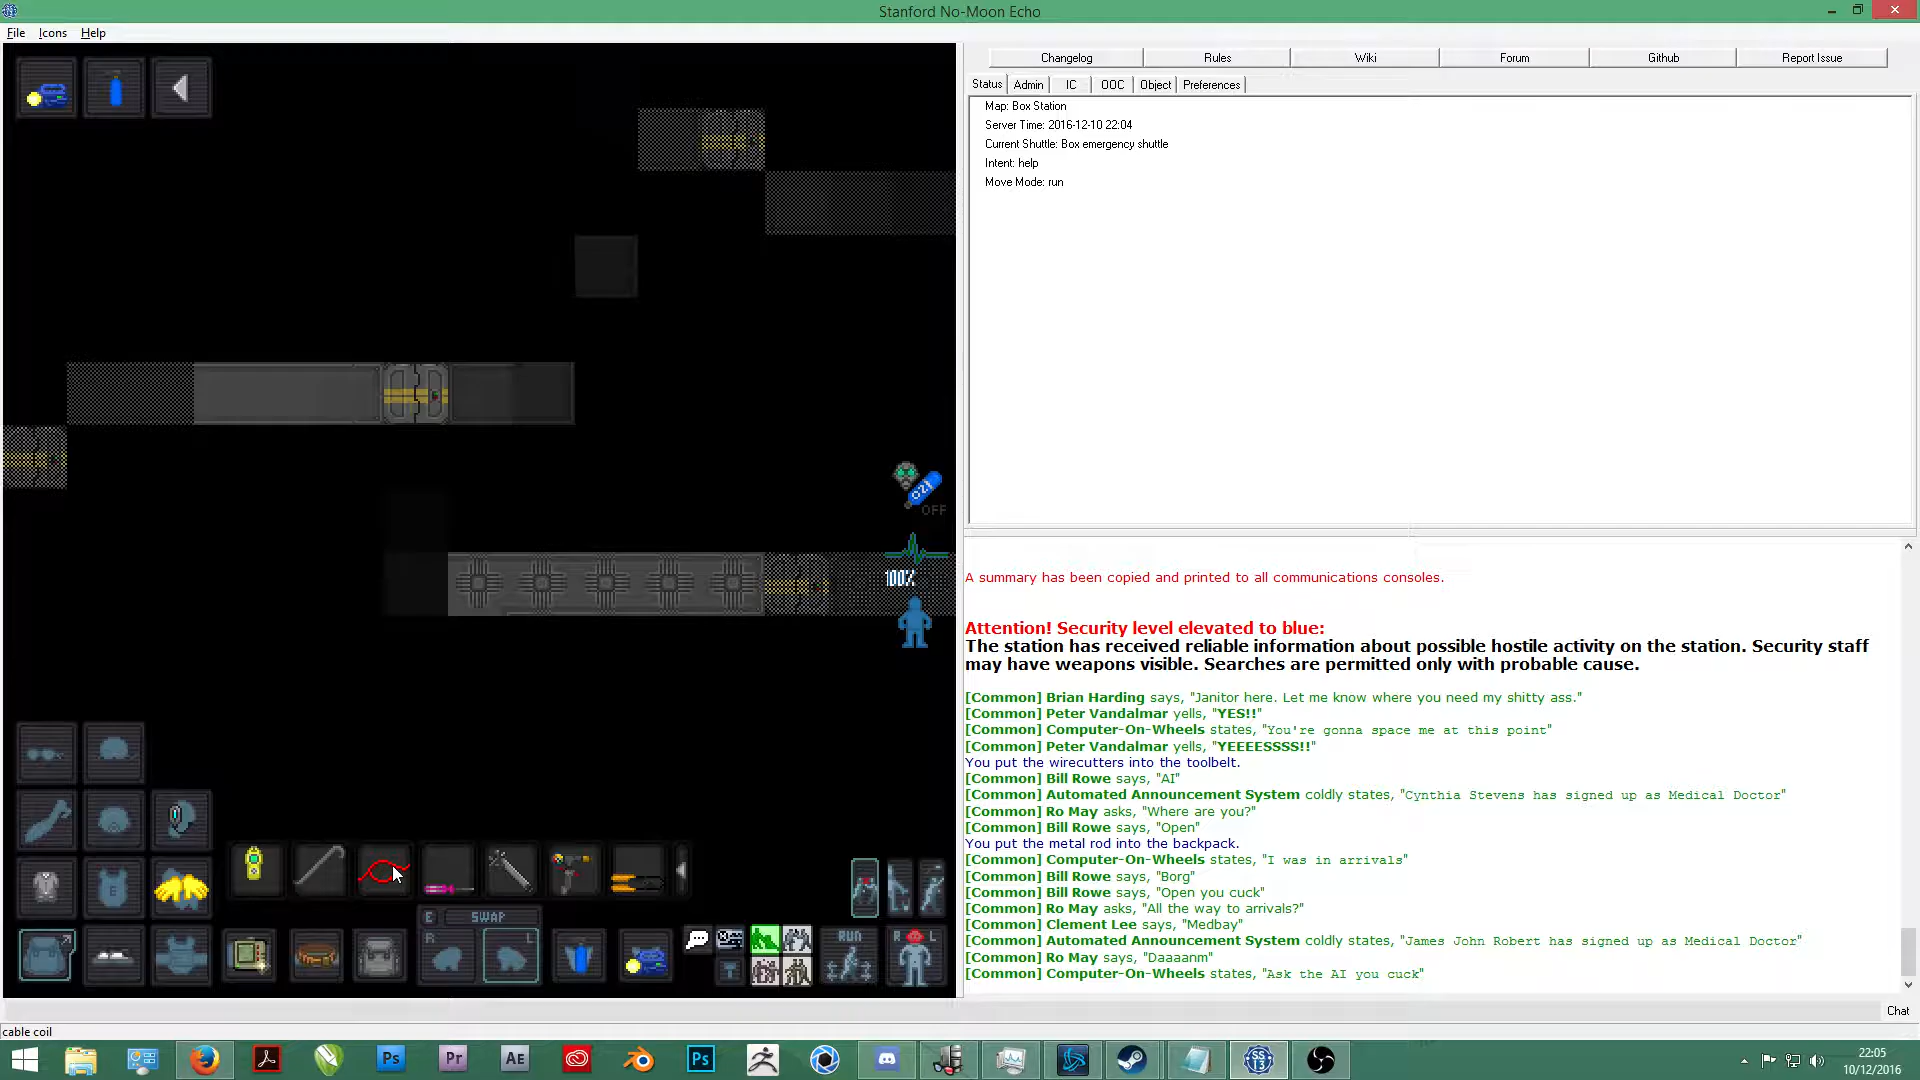 Stanford No-Moon Echo
File Icons Help
Changelog Rules Wiki Forum Github Report Issue
Status Admin IC OOC Object Preferences
Map: Box Station
Server Time: 2016-12-10 22:04
Current Shuttle: Box emergency shuttle
Intent: help
Move Mode: run
O2
OFF
100%
A summary has been copied and printed to all communications consoles.
Attention! Security level elevated to blue:
The station has received reliable information about possible hostile activity on the station. Security staff
may have weapons visible. Searches are permitted only with probable cause.
[Common] Brian Harding says, "Janitor here. Let me know where you need my shitty ass."
[Common] Peter Vandalmar yells, "YES!!"
[Common] Computer-On-Wheels states, "You're gonna space me at this point"
[Common] Peter Vandalmar yells, "YEEEESSSS!!"
You put the wirecutters into the toolbelt.
[Common] Bill Rowe says, "AI"
[Common] Automated Announcement System coldly states, "Cynthia Stevens has signed up as Medical Doctor"
[Common] Ro May asks, "Where are you?"
[Common] Bill Rowe says, "Open"
You put the metal rod into the backpack.
[Common] Computer-On-Wheels states, "I was in arrivals"
[Common] Bill Rowe says, "Borg"
[Common] Bill Rowe says, "Open you cuck"
[Common] Ro May asks, "All the way to arrivals?"
[Common] Clement Lee says, "Medbay"
[Common] Automated Announcement System coldly states, "James John Robert has signed up as Medical Doctor"
[Common] Ro May says, "Daaaanm"
[Common] Computer-On-Wheels states, "Ask the AI you cuck"
E SWAP
R L
RUN
R L
Chat
cable coil
Ps Pr Ae Ps
SS 13
22:05
10/12/2016